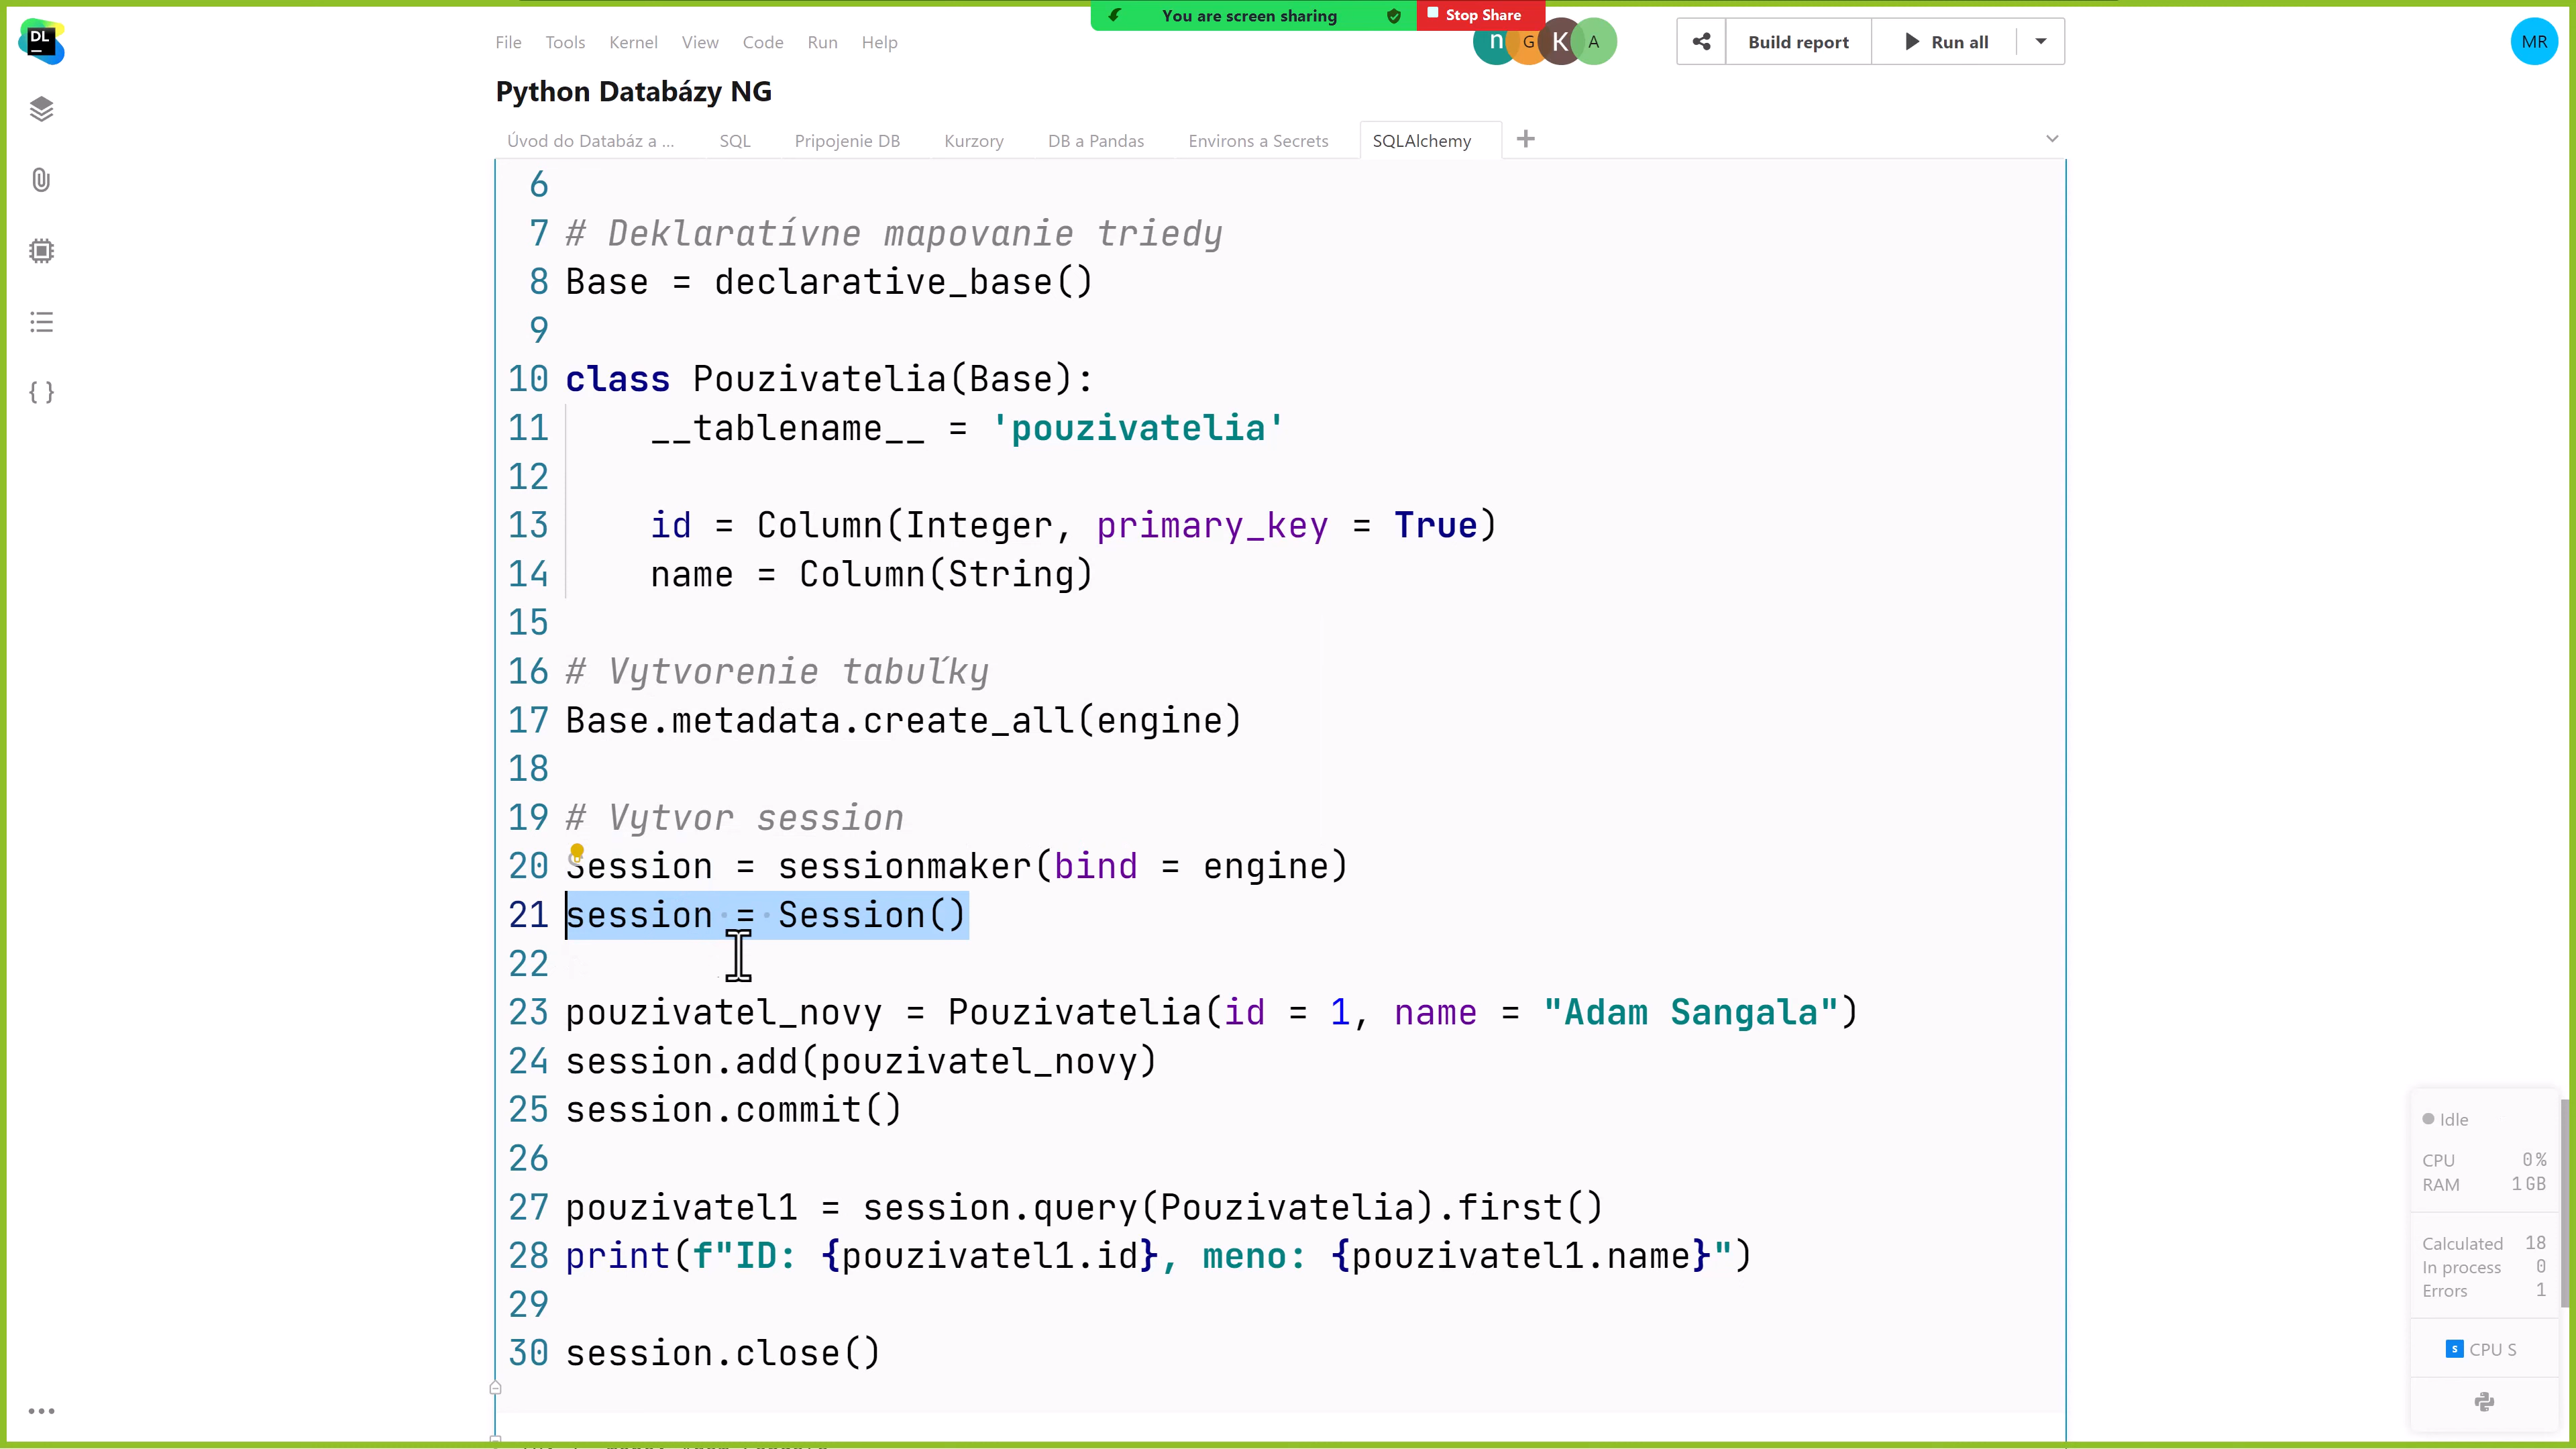 You are screen sharing
Stop Share
DL
File Tools Kernel View Code Run Help
n G K A
Build report
Run all
MR
Python Databázy NG
Úvod do Databáz a ... SQL Pripojenie DB Kurzory DB a Pandas Environs a Secrets SQLAlchemy
6
7 # Deklaratívne mapovanie triedy
8 Base = declarative_base()
9
10 class Pouzivatelia(Base):
11 __tablename__ = 'pouzivatelia'
12
13 id = Column(Integer, primary_key = True)
14 name = Column(String)
15
16 # Vytvorenie tabuľky
17 Base.metadata.create_all(engine)
18
19 # Vytvor session
20 Session = sessionmaker(bind = engine)
21 session = Session()
22
23 pouzivatel_novy = Pouzivatelia(id = 1, name = "Adam Sangala")
24 session.add(pouzivatel_novy)
25 session.commit()
26
27 pouzivatel1 = session.query(Pouzivatelia).first()
28 print(f"ID: {pouzivatel1.id}, meno: {pouzivatel1.name}")
29
30 session.close()
Idle
CPU 0%
RAM 1 GB
Calculated 18
In process 0
Errors 1
S CPU S